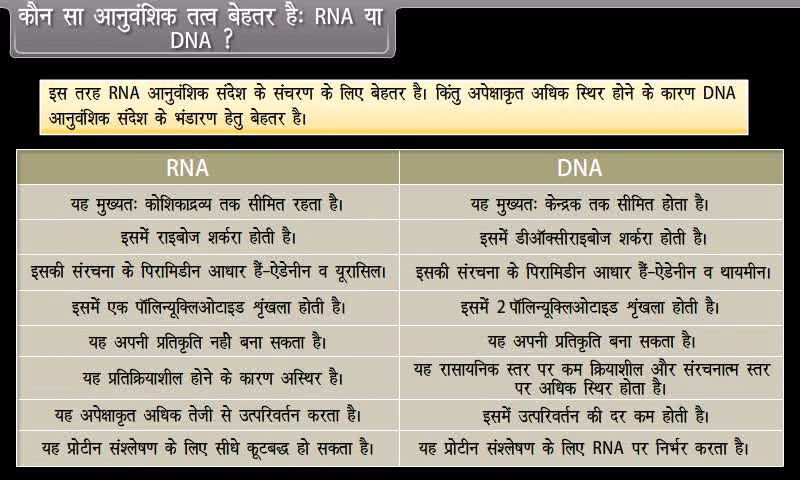 कौन सा आनुवंशिक तत्व बेहतर है: RNA या
DNA ?
इस तरह RNA आनुवंशिक संदेश के संचरण के लिए बेहतर है। किंतु अपेक्षाकृत अधिक स्थिर होने के कारण DNA
आनुवंशिक संदेश के भंडारण हेतु बेहतर है।
RNA DNA
यह मुख्यतः कोशिकाद्रव्य तक सीमित रहता है। यह मुख्यतः केन्द्रक तक सीमित होता है।
इसमें राइबोज शर्करा होती है। इसमें डीऑक्सीराइबोज शर्करा होती है।
इसकी संरचना के पिरामिडीन आधार हैं-ऐडेनीन व यूरासिल। इसकी संरचना के पिरामिडीन आधार हैं-ऐडेनीन व थायमीन।
इसमें एक पॉलिन्यूक्लिओटाइड शृंखला होती है। इसमें 2 पॉलिन्यूक्लिओटाइड शृंखला होती है।
यह अपनी प्रतिकृति नहीं बना सकता है। यह अपनी प्रतिकृति बना सकता है।
यह प्रतिक्रियाशील होने के कारण अस्थिर है। यह रासायनिक स्तर पर कम क्रियाशील और संरचनात्म स्तर
पर अधिक स्थिर होता है।
यह अपेक्षाकृत अधिक तेजी से उत्परिवर्तन करता है। इसमें उत्परिवर्तन की दर कम होती है।
यह प्रोटीन संश्लेषण के लिए सीधे कूटबद्ध हो सकता है। यह प्रोटीन संश्लेषण के लिए RNA पर निर्भर करता है।